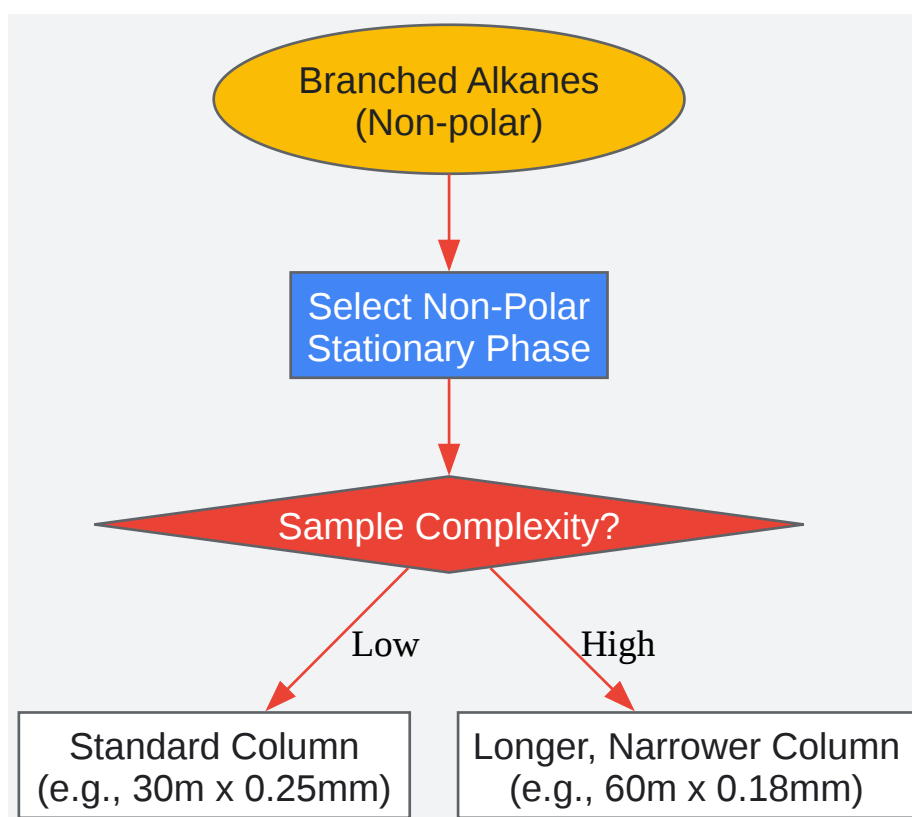 Branched Alkanes
(Non-polar)
Select Non-Polar
Stationary Phase
Sample Complexity?
Low
High
Standard Column
(e.g., 30m x 0.25mm)
Longer, Narrower Column
(e.g., 60m x 0.18mm)